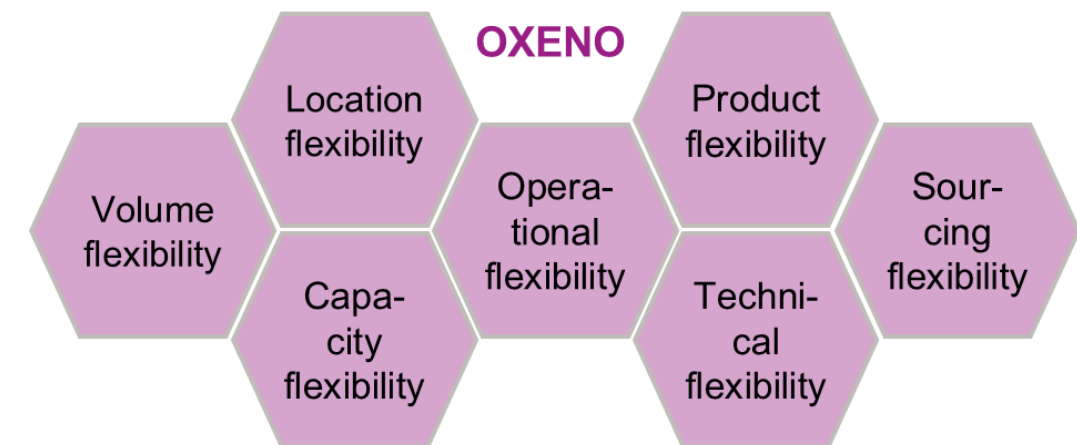 OXENO
Location
flexibility
Product
flexibility
Volume
flexibility
Opera-
tional
flexibility
Sour-
cing
flexibility
Capa-
city
flexibility
Techni-
cal
flexibility